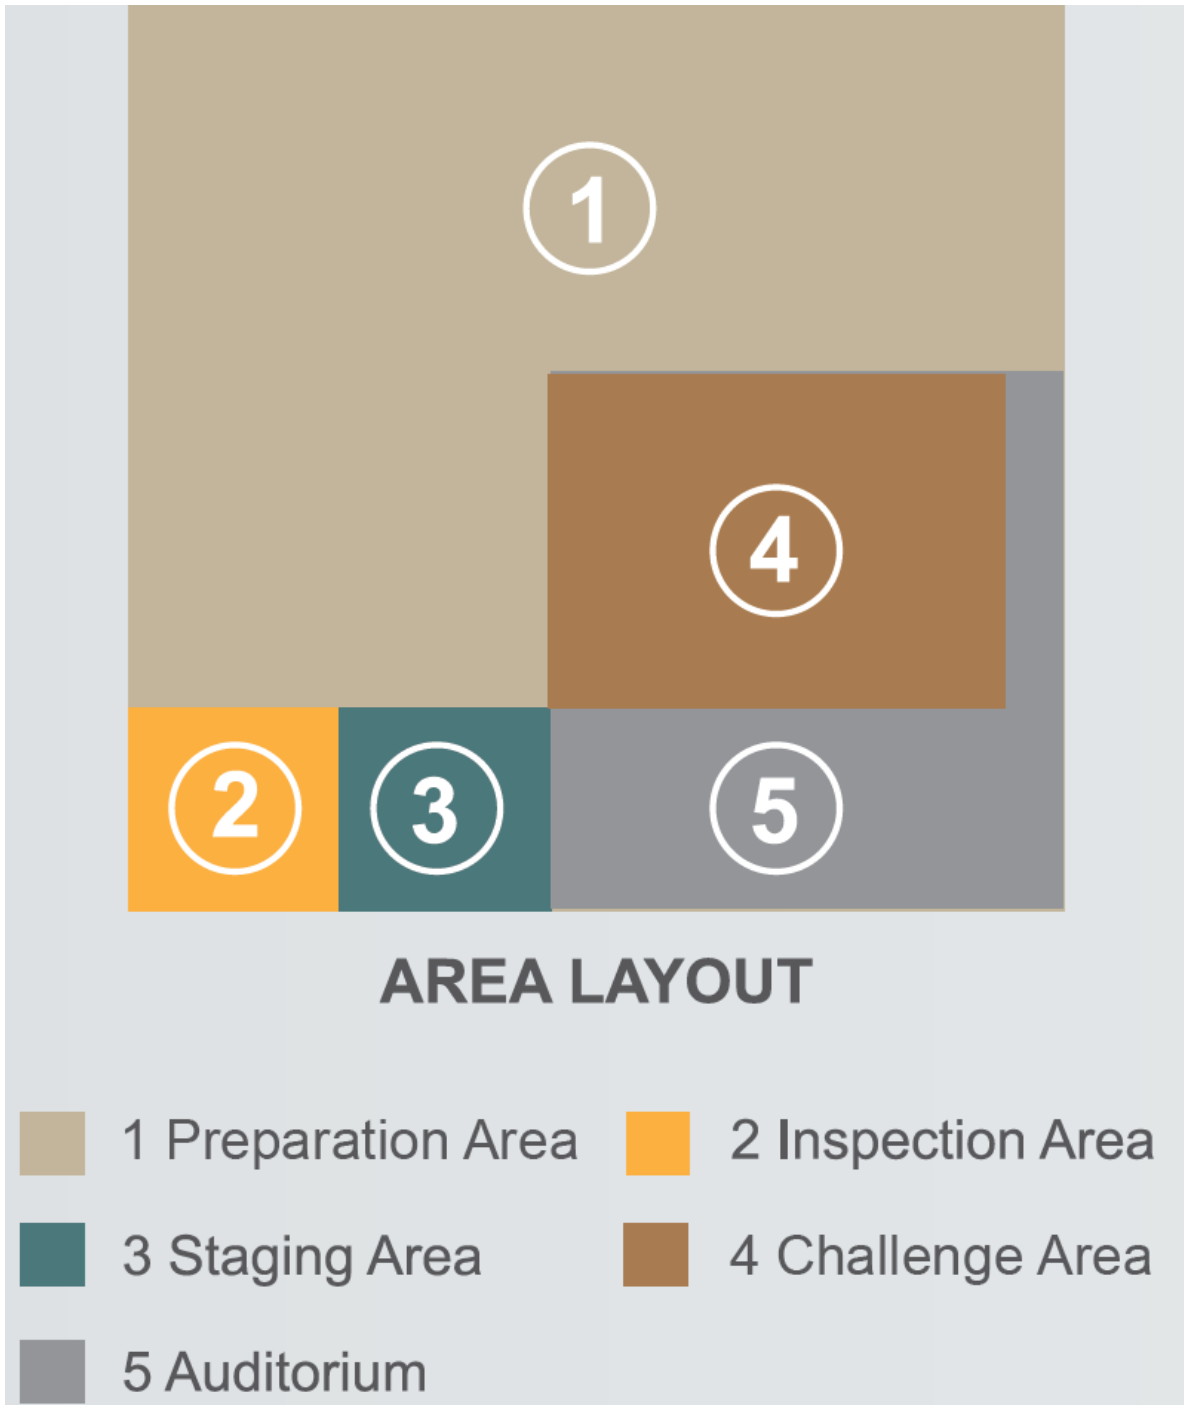 1
4
2
3
5
AREA LAYOUT
1 Preparation Area
2 Inspection Area
3 Staging Area
4 Challenge Area
5 Auditorium